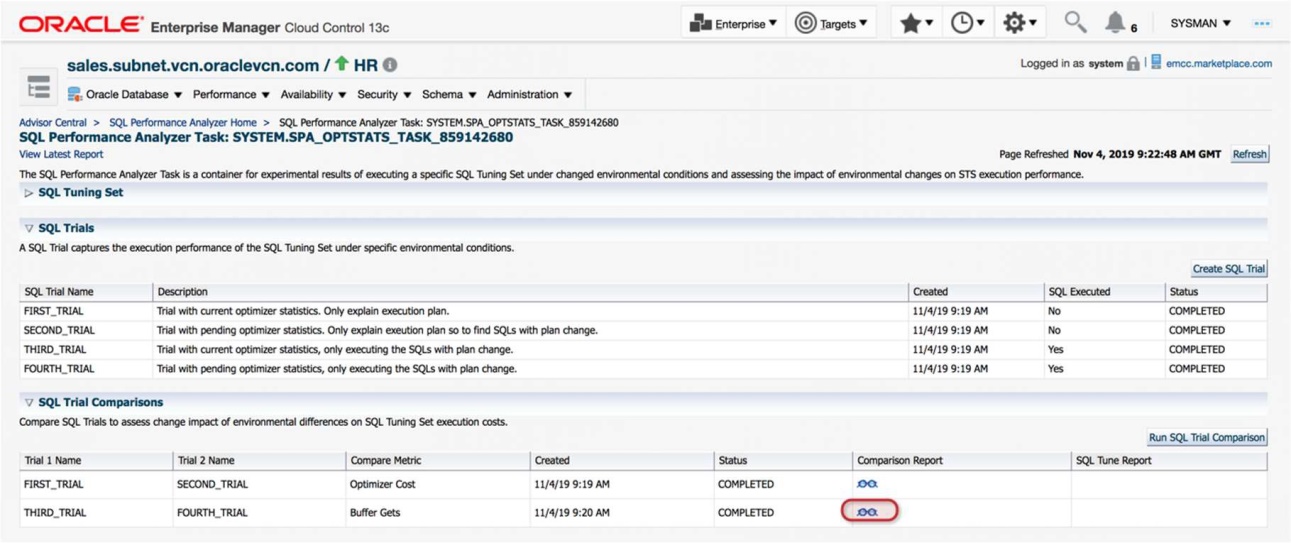 ORACLE Enterprise Manager Cloud Control 13c Enterprise Targets 6 SYSMAN
sales.subnet.vcn.oraclevcn.com / HR
Logged in as system | emcc.marketplace.com
Oracle Database Performance Availability Security Schema Administration
Advisor Central > SQL Performance Analyzer Home > SQL Performance Analyzer Task: SYSTEM.SPA_OPTSTATS_TASK_859142680
SQL Performance Analyzer Task: SYSTEM.SPA_OPTSTATS_TASK_859142680
View Latest Report Page Refreshed Nov 4, 2019 9:22:48 AM GMT Refresh
The SQL Performance Analyzer Task is a container for experimental results of executing a specific SQL Tuning Set under changed environmental conditions and assessing the impact of environmental changes on STS execution performance.
SQL Tuning Set
SQL Trials
A SQL Trial captures the execution performance of the SQL Tuning Set under specific environmental conditions.
Create SQL Trial
SQL Trial Name Description Created SQL Executed Status
FIRST_TRIAL Trial with current optimizer statistics. Only explain execution plan. 11/4/19 9:19 AM No COMPLETED
SECOND_TRIAL Trial with pending optimizer statistics. Only explain exeution plan so to find SQLs with plan change. 11/4/19 9:19 AM No COMPLETED
THIRD_TRIAL Trial with current optimizer statistics, only executing the SQLs with plan change. 11/4/19 9:19 AM Yes COMPLETED
FOURTH_TRIAL Trial with pending optimizer statistics, only executing the SQLs with plan change. 11/4/19 9:19 AM Yes COMPLETED
SQL Trial Comparisons
Compare SQL Trials to assess change impact of environmental differences on SQL Tuning Set execution costs.
Run SQL Trial Comparison
Trial 1 Name Trial 2 Name Compare Metric Created Status Comparison Report SQL Tune Report
FIRST_TRIAL SECOND_TRIAL Optimizer Cost 11/4/19 9:19 AM COMPLETED
THIRD_TRIAL FOURTH_TRIAL Buffer Gets 11/4/19 9:20 AM COMPLETED